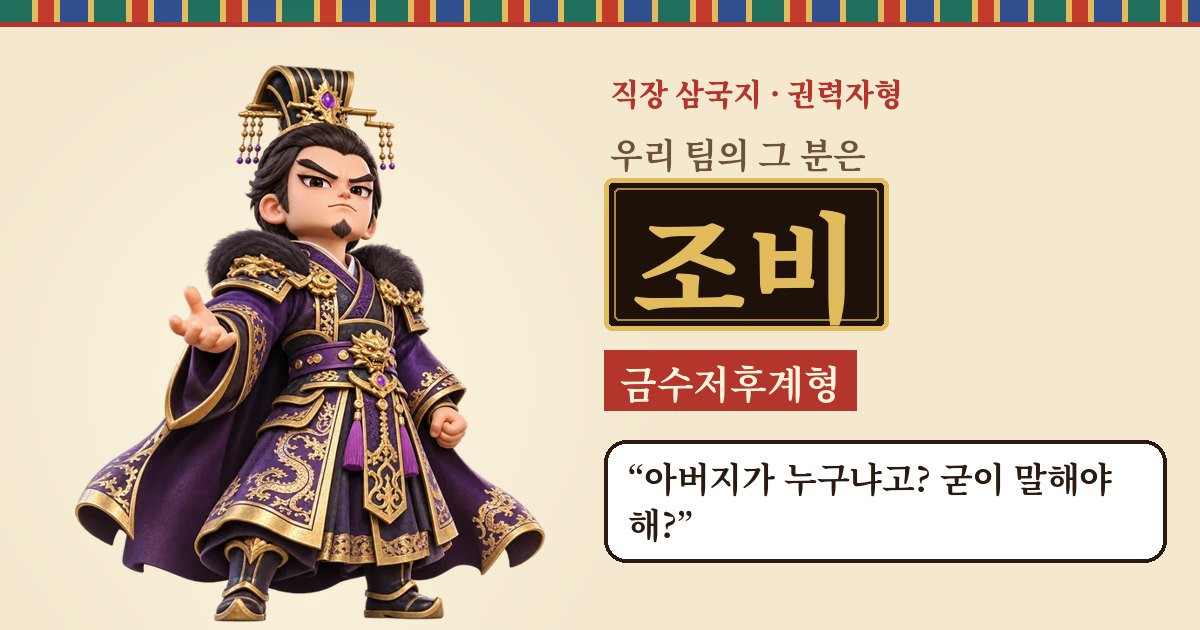 직장 삼국지 · 권력자형
우리 팀의 그 분은
조비
금수저후계형
“아버지가 누구냐고? 굳이 말해야
해?”